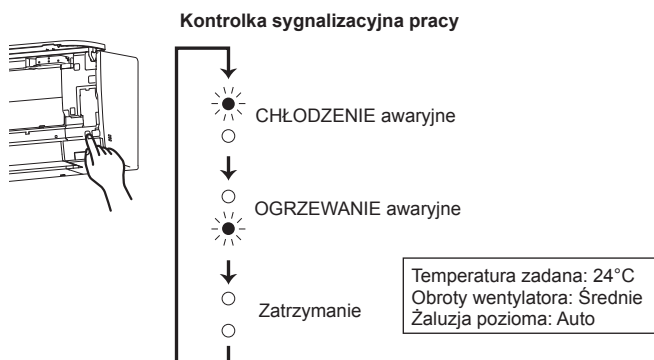 Kontrolka sygnalizacyjna pracy
CHŁODZENIE awaryjne
OGRZEWANIE awaryjne
Zatrzymanie
Temperatura zadana: 24°C
Obroty wentylatora: Średnie
Żaluzja pozioma: Auto